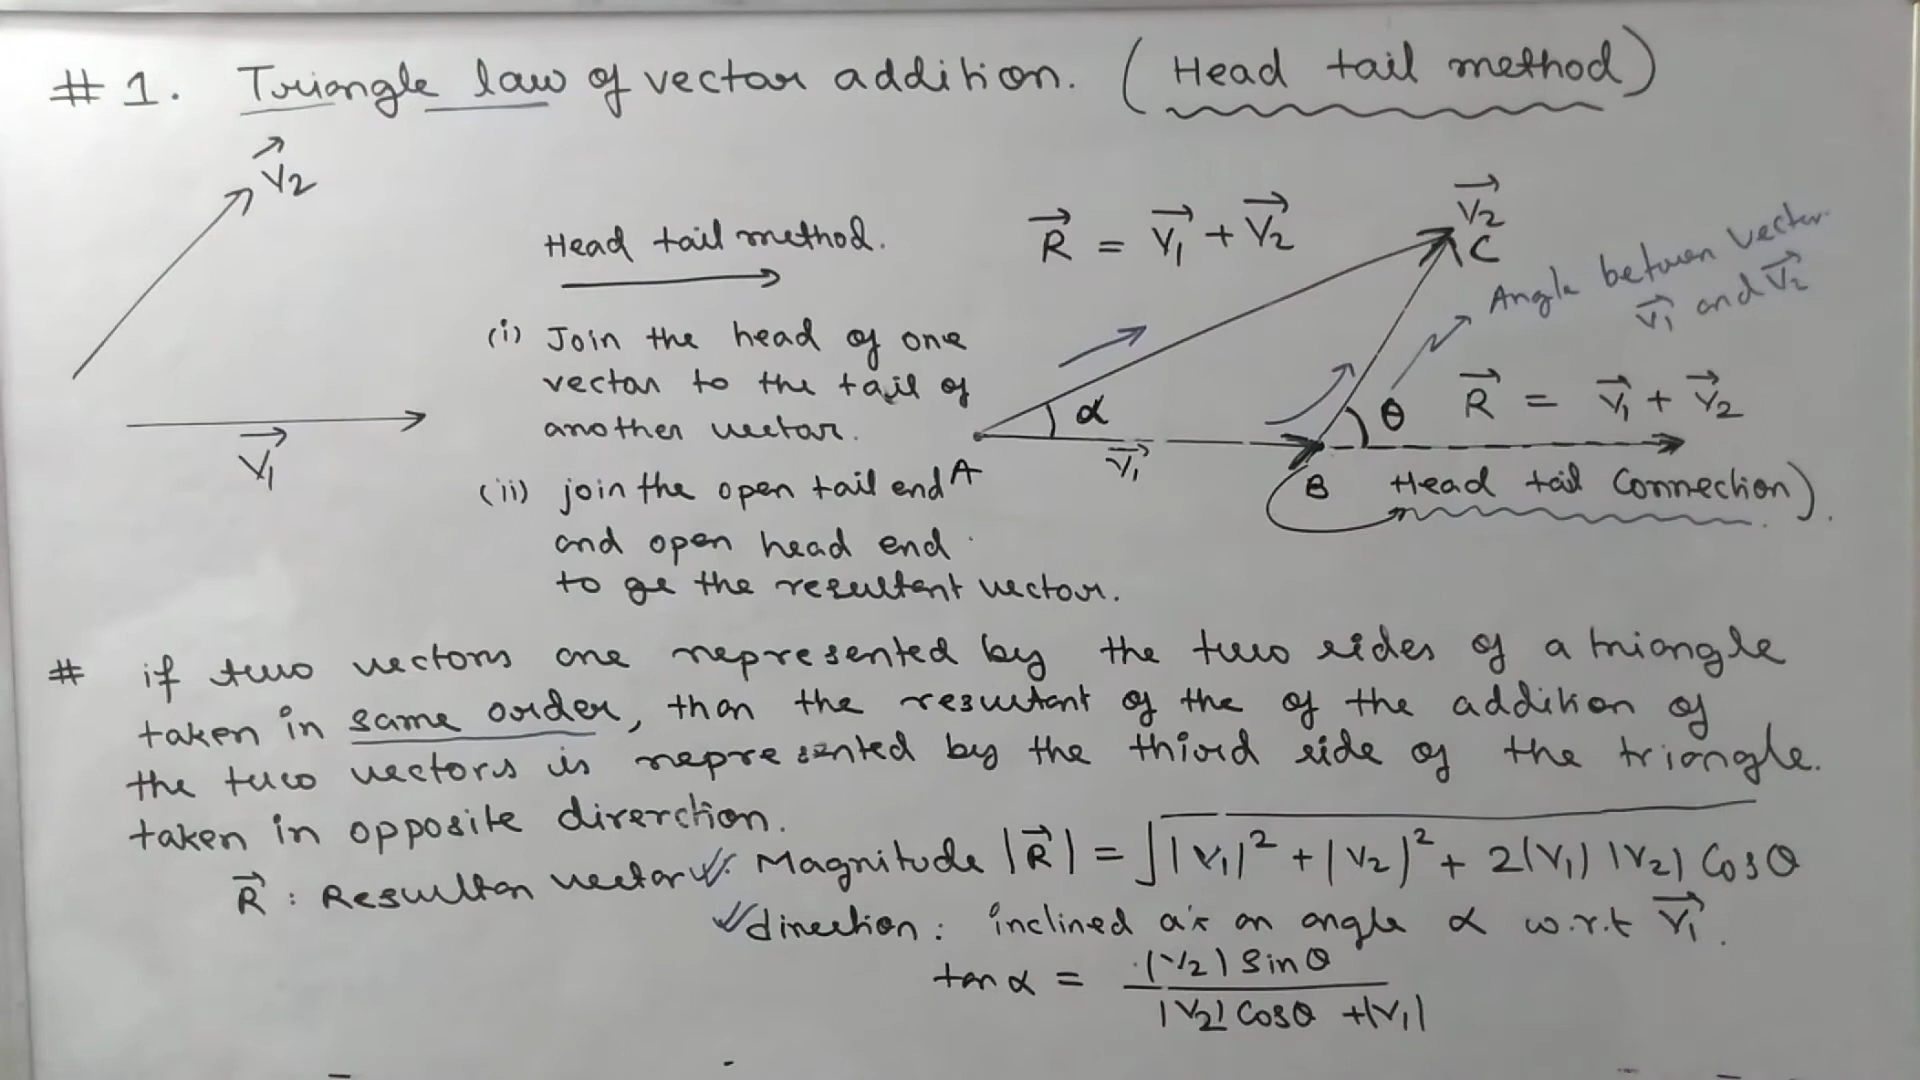 # 1. Triangle law of vector addition. (Head tail method)
V2
Head tail method.
R = V1 + V2
V2
C
Angle between vector
V1 and V2
(i) Join the head of one
vector to the tail of
another vector.
α
θ
R = V1 + V2
V1
V1
A
B
Head tail Connection).
(ii) join the open tail end
and open head end
to ge the resultant vector.
# if two vectors are represented by the two sides of a triangle
taken in same order, than the resultant of the of the addition of
the two vectors is represented by the third side of the triangle.
taken in opposite direrction.
R : Resultan vector
Magnitude |R| = √|V1|² + |V2|² + 2|V1| |V2| Cosθ
direction: inclined at an angle α w.r.t V1.
tan α = |V2| Sinθ
|V2| Cosθ + |V1|